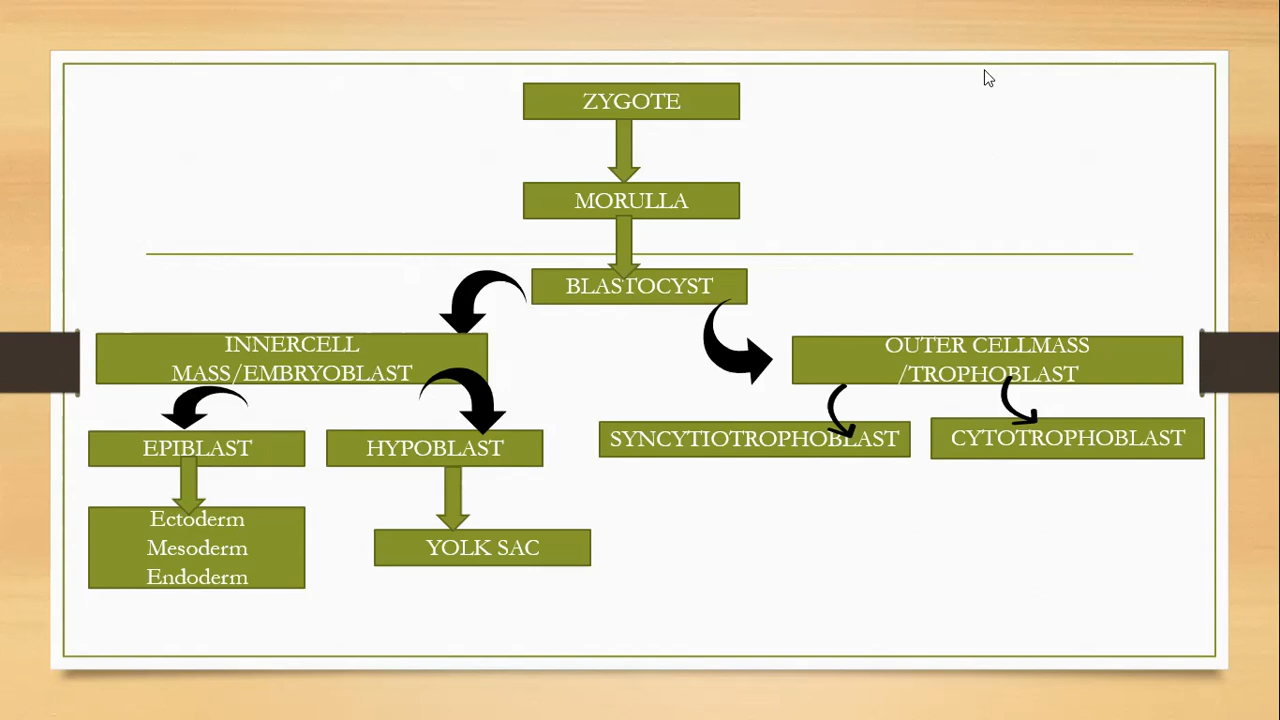 ZYGOTE
MORULLA
BLASTOCYST
INNERCELL
MASS/EMBRYOBLAST
OUTER CELLMASS
/TROPHOBLAST
EPIBLAST
HYPOBLAST
SYNCYTIOTROPHOBLAST
CYTOTROPHOBLAST
Ectoderm
Mesoderm
Endoderm
YOLK SAC